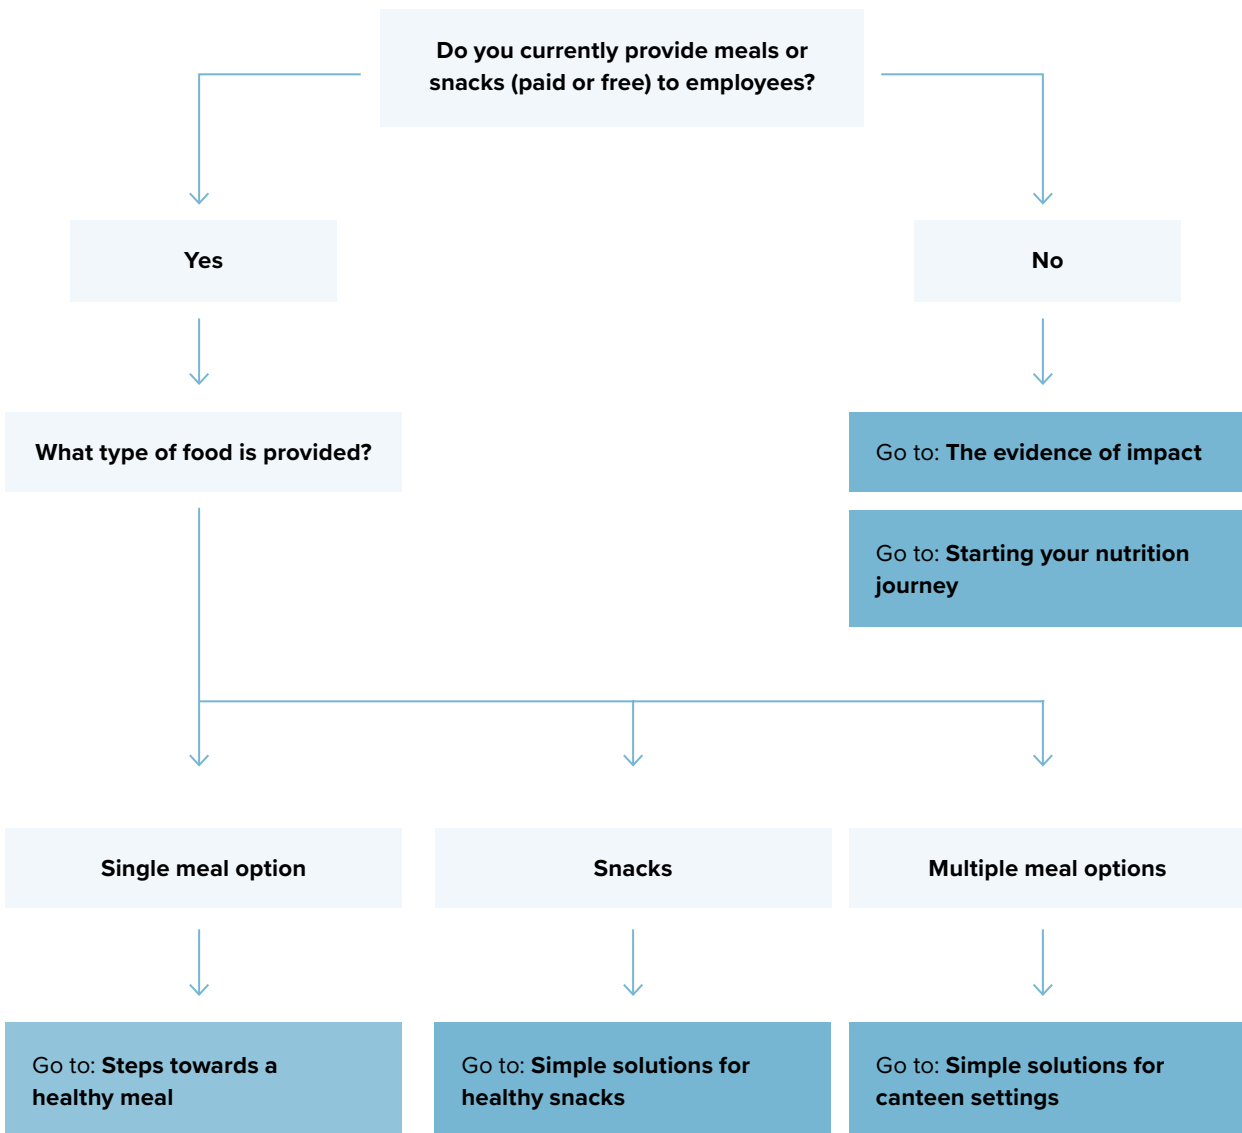 Do you currently provide meals or
snacks (paid or free) to employees?
Yes
No
What type of food is provided?
Go to: The evidence of impact
Go to: Starting your nutrition
journey
Single meal option
Snacks
Multiple meal options
Go to: Steps towards a
healthy meal
Go to: Simple solutions for
healthy snacks
Go to: Simple solutions for
canteen settings